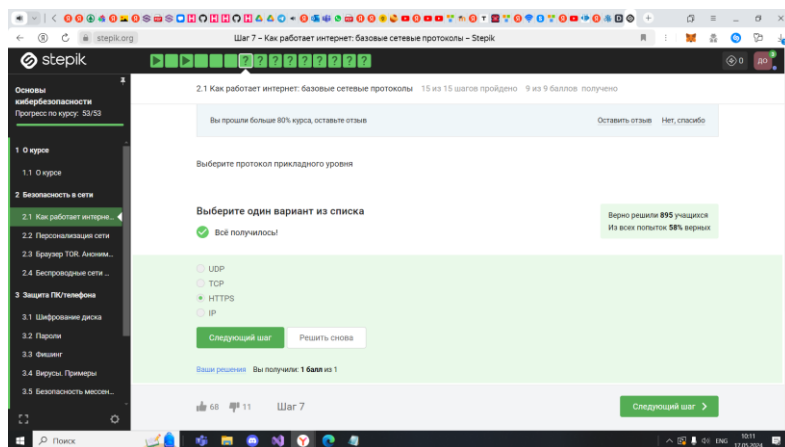 stepik.org
Шаг 7 – Как работает интернет: базовые сетевые протоколы – Stepik
stepik
0
ДО
Основы
кибербезопасности
Прогресс по курсу: 53/53
2.1 Как работает интернет: базовые сетевые протоколы 15 из 15 шагов пройдено 9 из 9 баллов получено
Вы прошли больше 80% курса, оставьте отзыв
Оставить отзыв Нет, спасибо
1 О курсе
1.1 О курсе
2 Безопасность в сети
2.1 Как работает интерне...
2.2 Персонализация сети
2.3 Браузер TOR. Аноним...
2.4 Беспроводные сети ...
3 Защита ПК/телефона
3.1 Шифрование диска
3.2 Пароли
3.3 Фишинг
3.4 Вирусы. Примеры
3.5 Безопасность мессен...
Выберите протокол прикладного уровня
Выберите один вариант из списка
Всё получилось!
Верно решили 895 учащихся
Из всех попыток 58% верных
UDP
TCP
HTTPS
IP
Следующий шаг
Решить снова
Ваши решения Вы получили: 1 балл из 1
68 11 Шаг 7
Следующий шаг
Поиск
ENG
10:11
17.05.2024